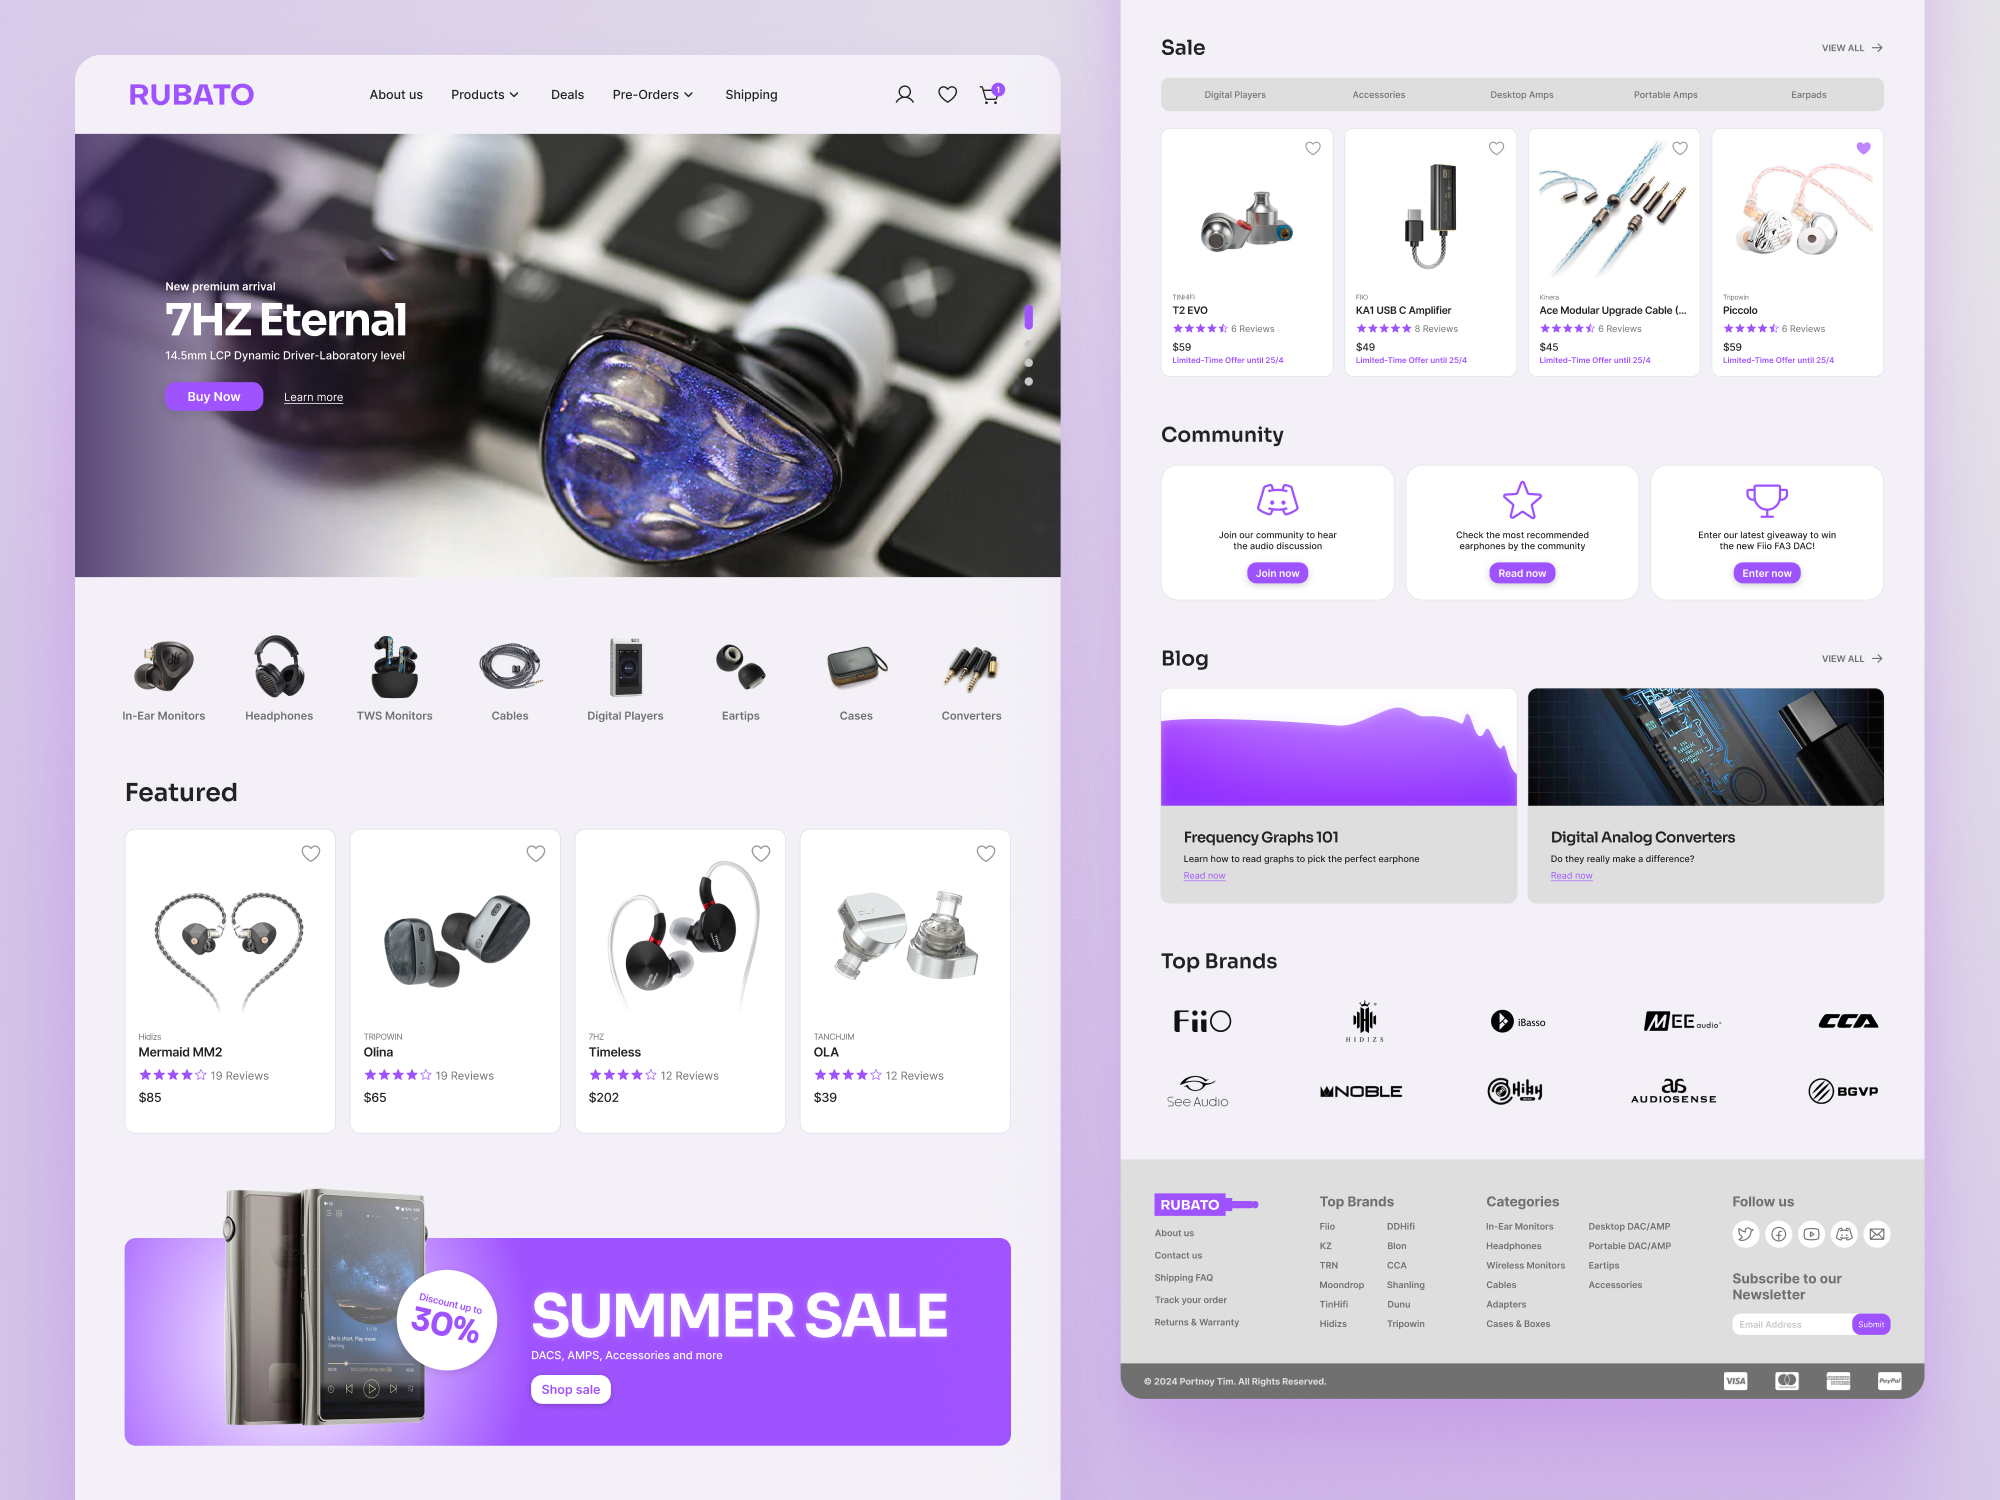 RUBATO
About us
Products
Deals
Pre-Orders
Shipping
1
New premium arrival
7HZ Eternal
14.5mm LCP Dynamic Driver-Laboratory level
Buy Now
Learn more
In-Ear Monitors
Headphones
TWS Monitors
Cables
Digital Players
Eartips
Cases
Converters
Featured
Hidizs
Mermaid MM2
19 Reviews
$85
TRIPOWIN
Olina
19 Reviews
$65
7HZ
Timeless
12 Reviews
$202
TANCHJIM
OLA
12 Reviews
$39
Life is short, Play more
Discount up to
30%
SUMMER SALE
DACS, AMPS, Accessories and more
Shop sale
Sale
VIEW ALL
Digital Players
Accessories
Desktop Amps
Portable Amps
Earpads
TINHIFI
T2 EVO
6 Reviews
$59
Limited-Time Offer until 25/4
FIIO
KA1 USB C Amplifier
8 Reviews
$49
Limited-Time Offer until 25/4
Kinera
Ace Modular Upgrade Cable (...
6 Reviews
$45
Limited-Time Offer until 25/4
Tripowin
Piccolo
6 Reviews
$59
Limited-Time Offer until 25/4
Community
Join our community to hear
the audio discussion
Join now
Check the most recommended
earphones by the community
Read now
Enter our latest giveaway to win
the new Fiio FA3 DAC!
Enter now
Blog
VIEW ALL
Frequency Graphs 101
Learn how to read graphs to pick the perfect earphone
Read now
Digital Analog Converters
Do they really make a difference?
Read now
Top Brands
FiiO
HIDIZS
iBasso
MEE audio
CCA
See Audio
NOBLE
Hiby
AUDIOSENSE
BGVP
RUBATO
About us
Contact us
Shipping FAQ
Track your order
Returns & Warranty
Top Brands
Fiio
KZ
TRN
Moondrop
TinHifi
Hidizs
DDHifi
Blon
CCA
Shanling
Dunu
Tripowin
Categories
In-Ear Monitors
Headphones
Wireless Monitors
Cables
Adapters
Cases & Boxes
Desktop DAC/AMP
Portable DAC/AMP
Eartips
Accessories
Follow us
Subscribe to our
Newsletter
Email Address
Submit
© 2024 Portnoy Tim. All Rights Reserved.
VISA
PayPal